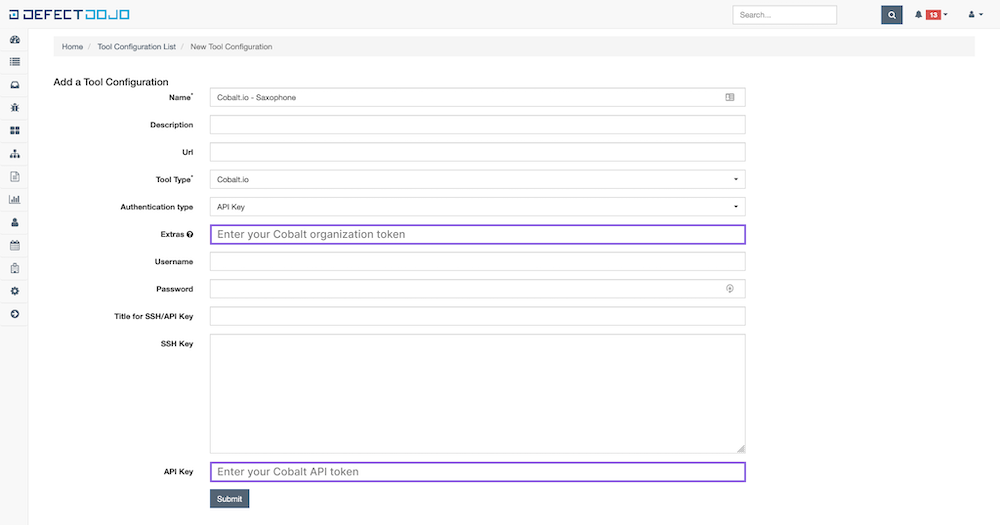 DEFECTDOJO
Search...
13
Home / Tool Configuration List / New Tool Configuration
Add a Tool Configuration
Name* Cobalt.io - Saxophone
Description
Url
Tool Type* Cobalt.io
Authentication type API Key
Extras ? Enter your Cobalt organization token
Username
Password
Title for SSH/API Key
SSH Key
API Key Enter your Cobalt API token
Submit